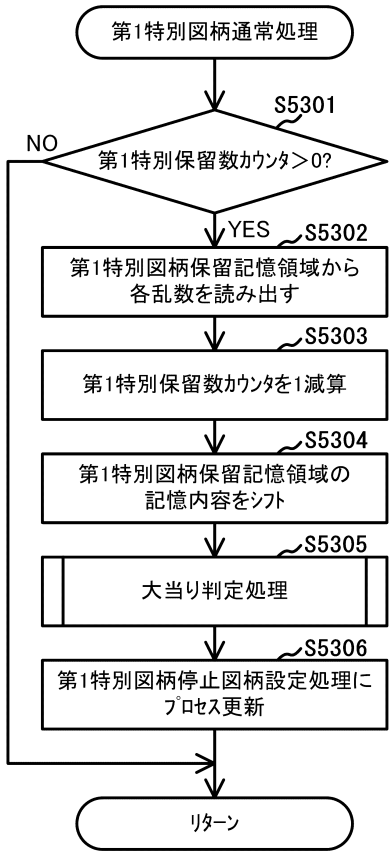 第1特別図柄通常処理
S5301
NO
第1特別保留数ｶｳﾝﾀ＞0?
YES
S5302
第1特別図柄保留記憶領域から
各乱数を読み出す
S5303
第1特別保留数ｶｳﾝﾀを1減算
S5304
第1特別図柄保留記憶領域の
記憶内容をｼﾌﾄ
S5305
大当り判定処理
S5306
第1特別図柄停止図柄設定処理に
ﾌﾟﾛｾｽ更新
ﾘﾀｰﾝ